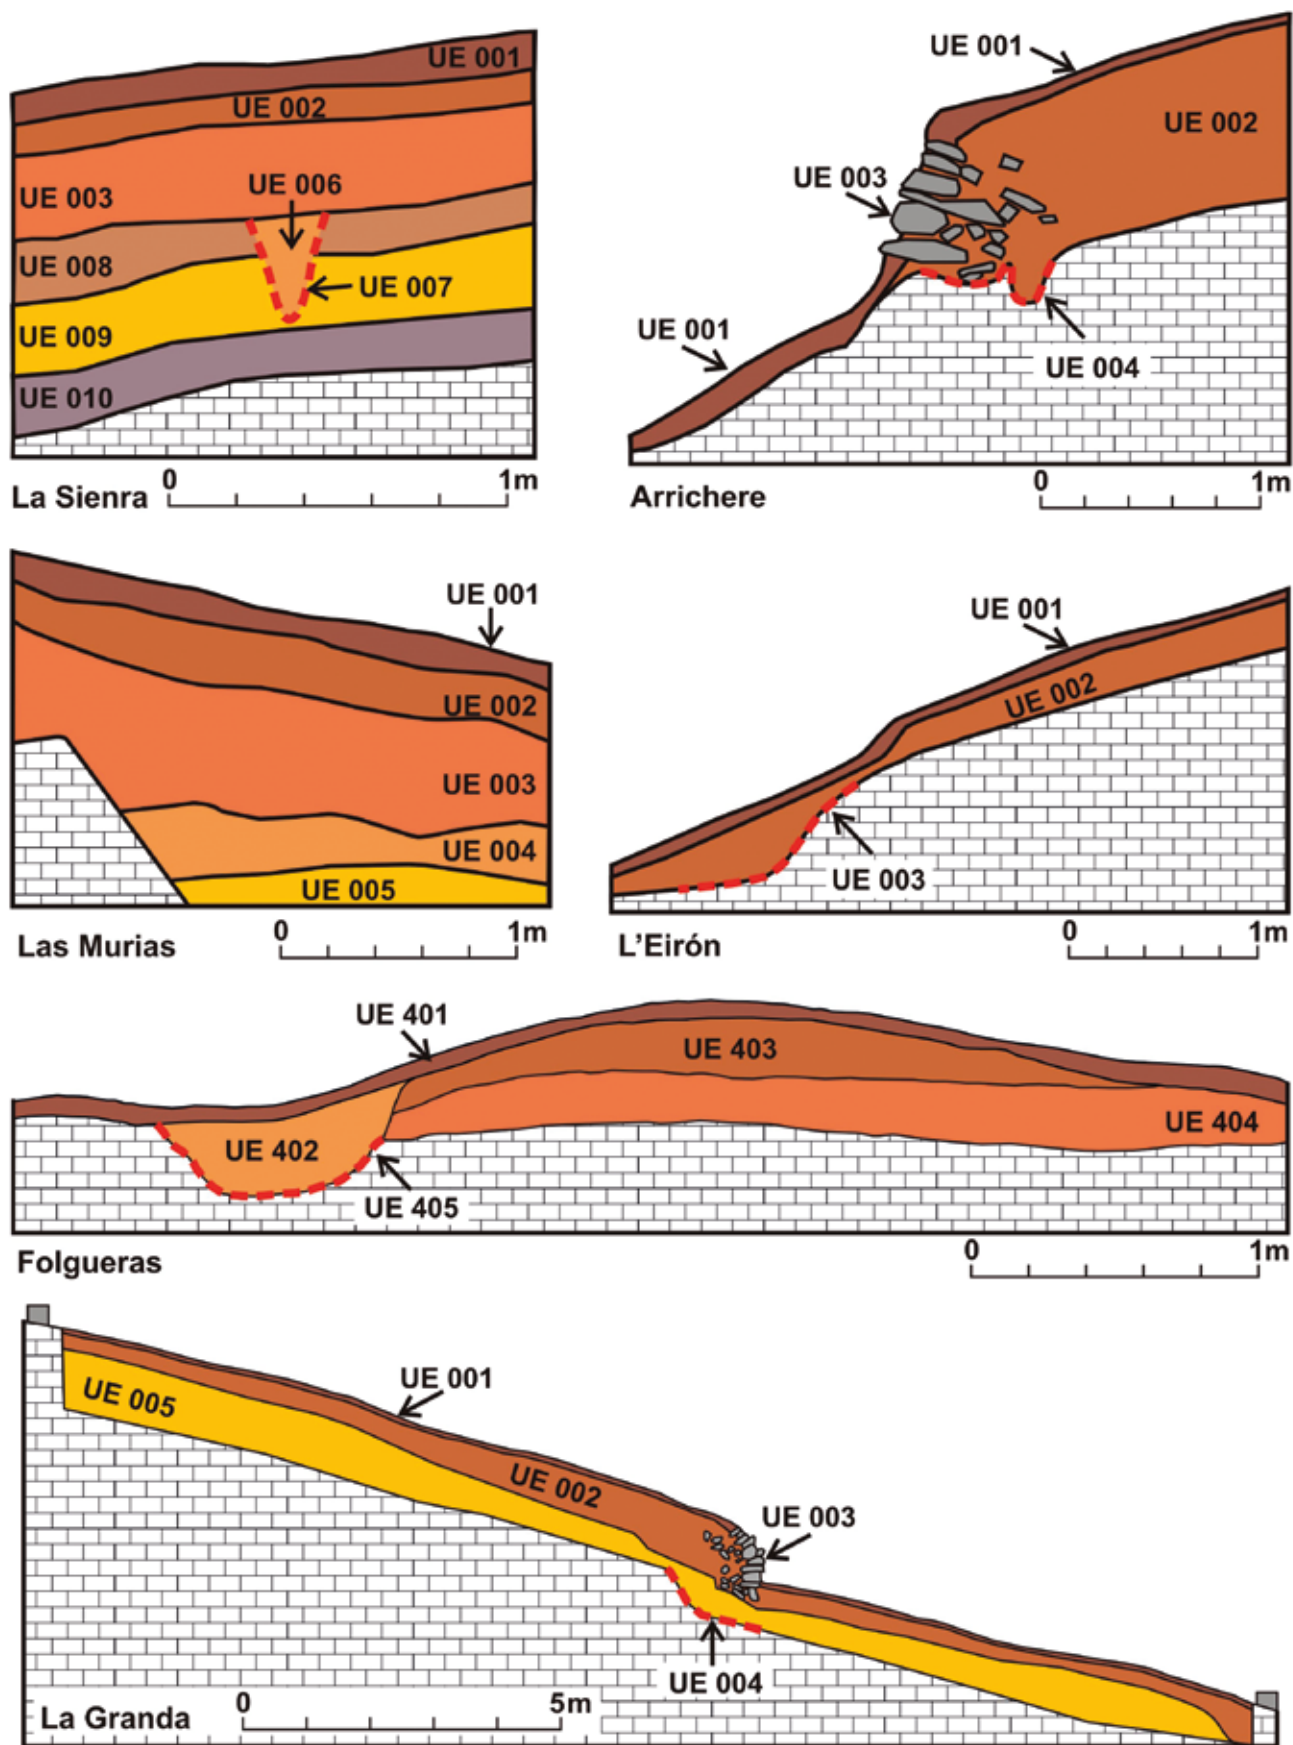 UE 001
UE 002
UE 003
UE 006
UE 008
UE 007
UE 009
UE 010
0 1m
La Sienra
UE 001
UE 002
UE 003
UE 001
UE 004
0 1m
Arrichere
UE 001
UE 002
UE 003
UE 004
UE 005
0 1m
Las Murias
UE 001
UE 002
UE 003
0 1m
L'Eirón
UE 401
UE 403
UE 404
UE 402
UE 405
0 1m
Folgueras
UE 001
UE 005
UE 002
UE 003
UE 004
0 5m
La Granda